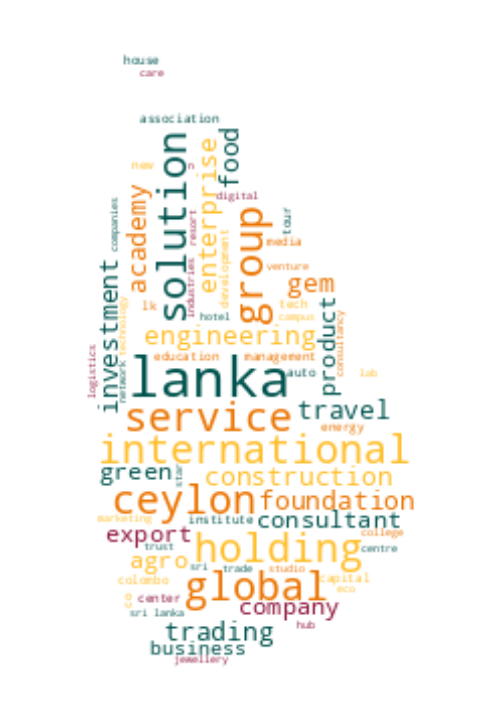 house
care
association
solution
food
enterprise
new
n
academy
digital
group
resort
tour
companies
development
media
industries
venture
investment
gem
technology
lk
tech
product
hotel
campus
consultancy
engineering
education
management
logistics
network
lanka
auto
lab
service
travel
energy
international
green
star
construction
ceylon
foundation
marketing
institute
consultant
export
college
holding
trust
centre
agro
sri
trade
studio
colombo
capital
global
eco
co
center
company
sri lanka
hub
trading
business
jewellery